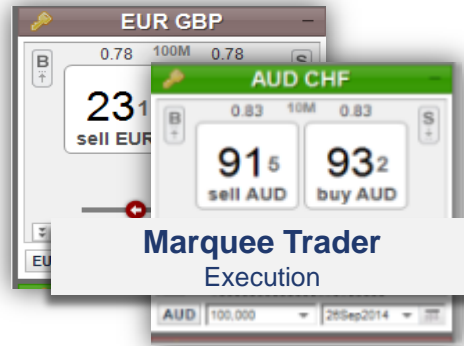 EUR GBP
B
0.78 100M 0.78
S
231
sell EUR
EU
AUD CHF
B
0.83 10M 0.83
S
915 932
sell AUD buy AUD
Marquee Trader
Execution
AUD 100,000 26Sep2014